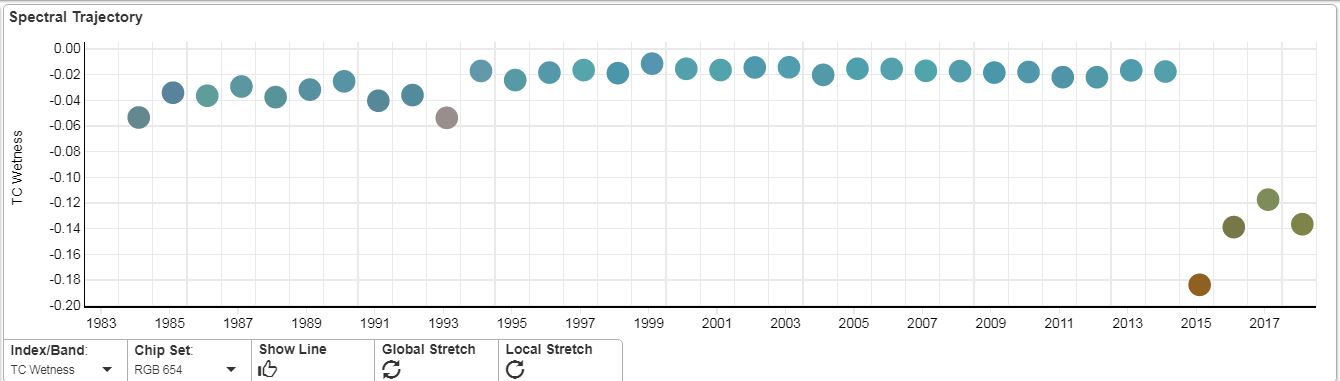 Spectral Trajectory
0.00
-0.02
-0.04
-0.06
-0.08
-0.10
-0.12
-0.14
-0.16
-0.18
-0.20
TC Wetness
1983 1985 1987 1989 1991 1993 1995 1997 1999 2001 2003 2005 2007 2009 2011 2013 2015 2017
Index/Band: Chip Set: Show Line Global Stretch Local Stretch
TC Wetness RGB 654